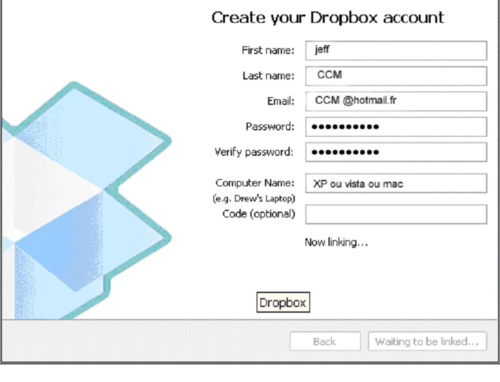 Create your Dropbox account
First name: jeff
Last name: CCM
Email: CCM @hotmail.fr
Password: ●●●●●●●●●●
Verify password: ●●●●●●●●●●
Computer Name: XP ou vista ou mac
(e.g. Drew's Laptop)
Code (optional)
Now linking...
Dropbox
Back Waiting to be linked...